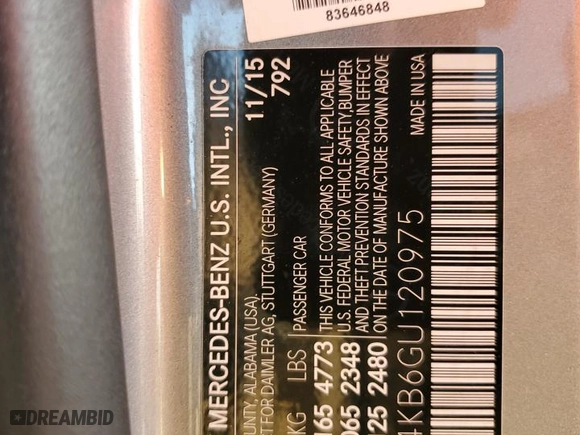 83646848
MERCEDES-BENZ U.S. INTL., INC
11/15
792
ALABAMA (USA),
FOR DAIMLER AG, STUTTGART (GERMANY)
KG LBS PASSENGER CAR
4773 THIS VEHICLE CONFORMS TO ALL APPLICABLE
2348 U.S. FEDERAL MOTOR VEHICLE SAFETY,BUMPER
25 2480 AND THEFT PREVENTION STANDARDS IN EFFECT
ON THE DATE OF MANUFACTURE SHOWN ABOVE
KB6GU120975 MADE IN USA
DREAMBID